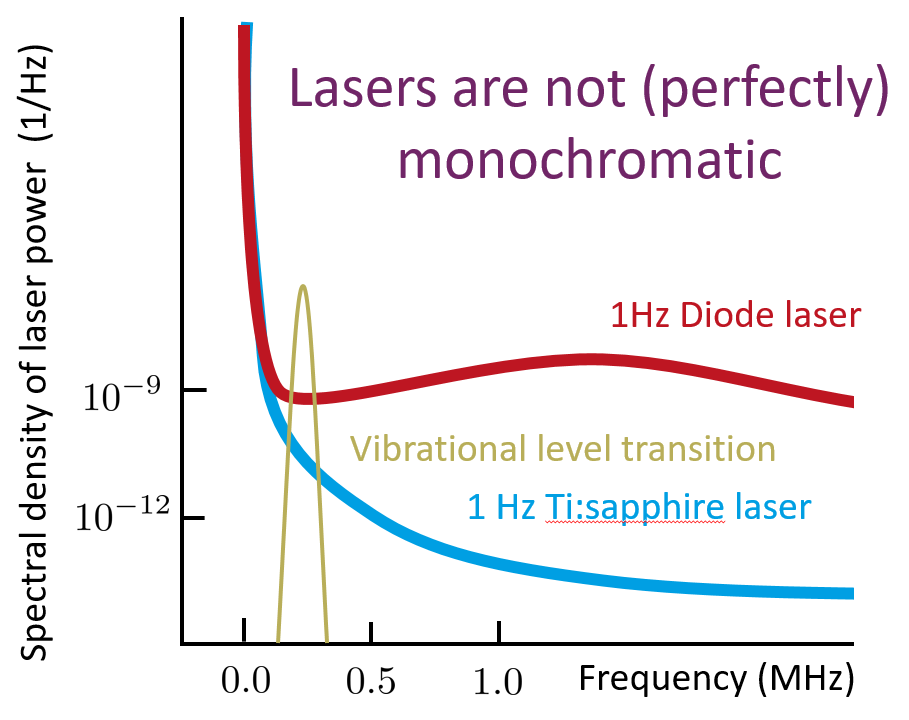 Lasers are not (perfectly)
monochromatic
Spectral density of laser power (1/Hz)
1Hz Diode laser
10⁻⁹
Vibrational level transition
1 Hz Ti:sapphire laser
10⁻¹²
0.0 0.5 1.0 Frequency (MHz)